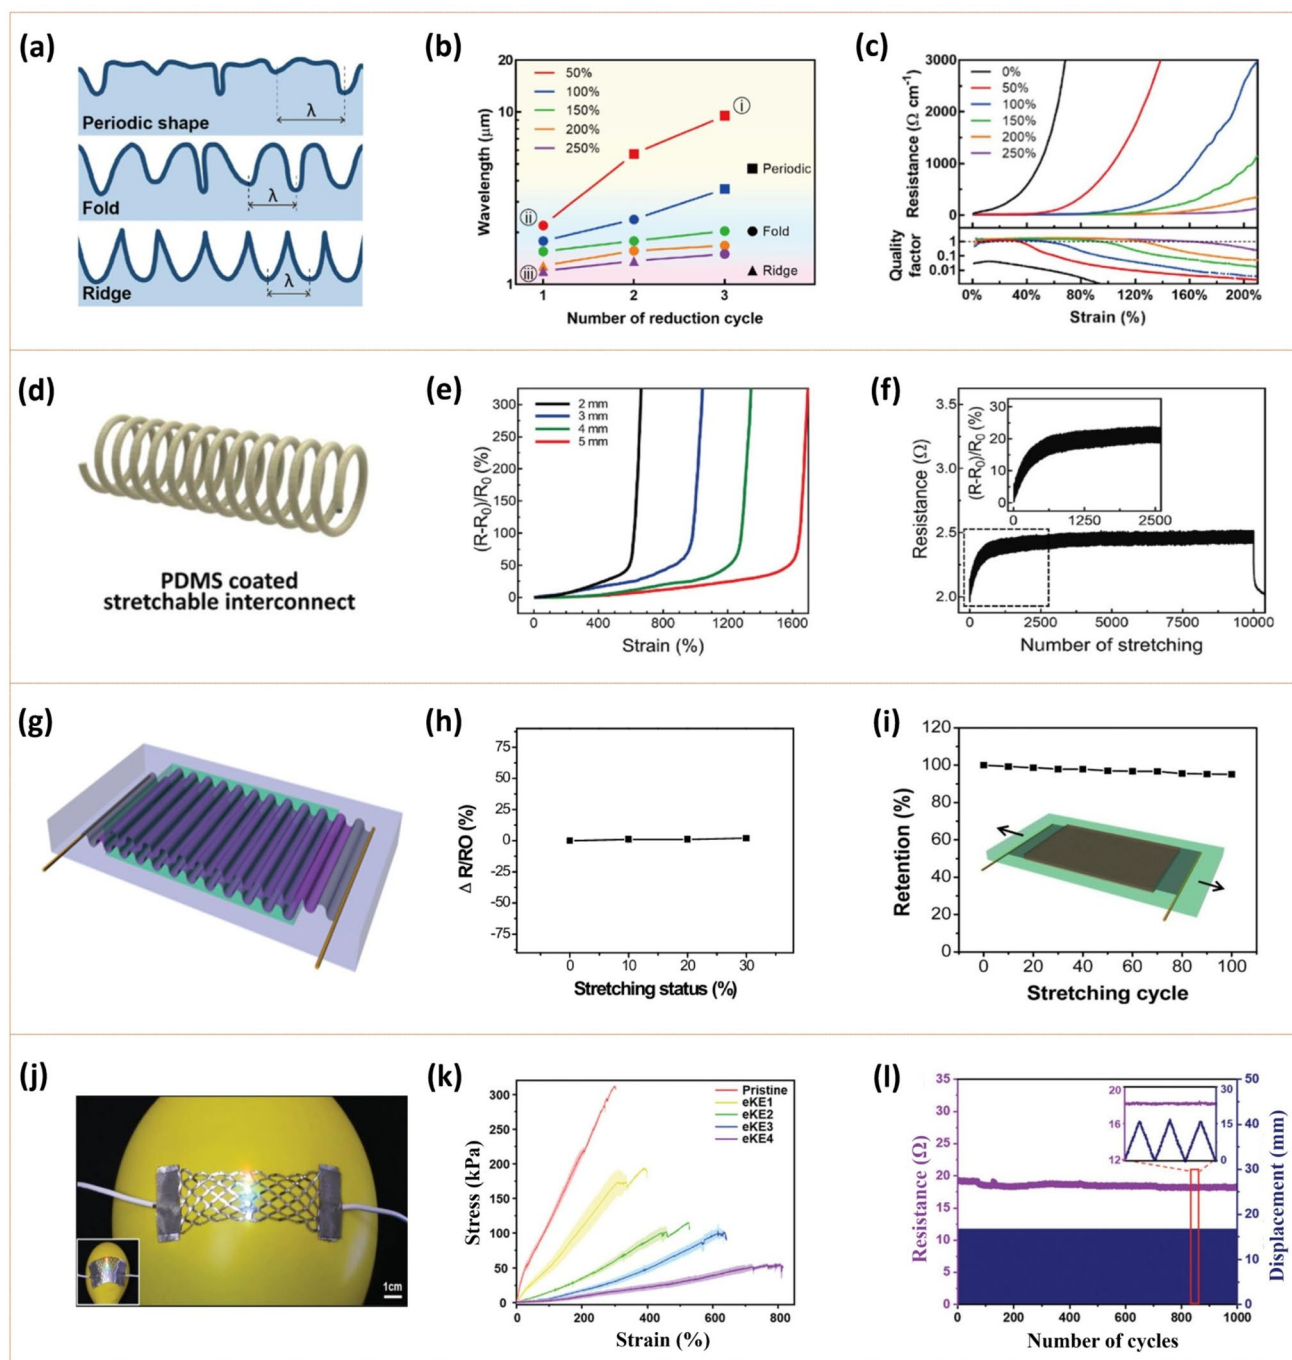 (a)
λ
Periodic shape
λ
Fold
λ
Ridge
(b)
20
10
1
Wavelength (μm)
50%
100%
150%
200%
250%
i
ii
iii
Periodic
Fold
Ridge
1 2 3
Number of reduction cycle
(c)
3000
2000
1000
0
Resistance (Ω cm⁻¹)
0%
50%
100%
150%
200%
250%
1
0.01
Quality
factor
0% 40% 80% 120% 160% 200%
Strain (%)
(d)
PDMS coated
stretchable interconnect
(e)
300
250
200
150
100
50
0
(R-R₀)/R₀ (%)
2 mm
3 mm
4 mm
5 mm
0 400 800 1200 1600
Strain (%)
(f)
3.5
3.0
2.5
2.0
Resistance (Ω)
30
20
10
0
(R-R₀)/R₀ (%)
0 1250 2500
0 2500 5000 7500 10000
Number of stretching
(g)
(h)
75
50
25
0
-25
-50
-75
Δ R/RO (%)
0 10 20 30
Stretching status (%)
(i)
120
100
80
60
40
20
0
Retention (%)
0 20 40 60 80 100
Stretching cycle
(j)
1cm
(k)
300
250
200
150
100
50
0
Stress (kPa)
Pristine
eKE1
eKE2
eKE3
eKE4
0 200 400 600 800
Strain (%)
(l)
35
30
25
20
15
10
5
0
Resistance (Ω)
20
16
12
30
15
0
50
40
30
20
10
0
Displacement (mm)
0 200 400 600 800 1000
Number of cycles